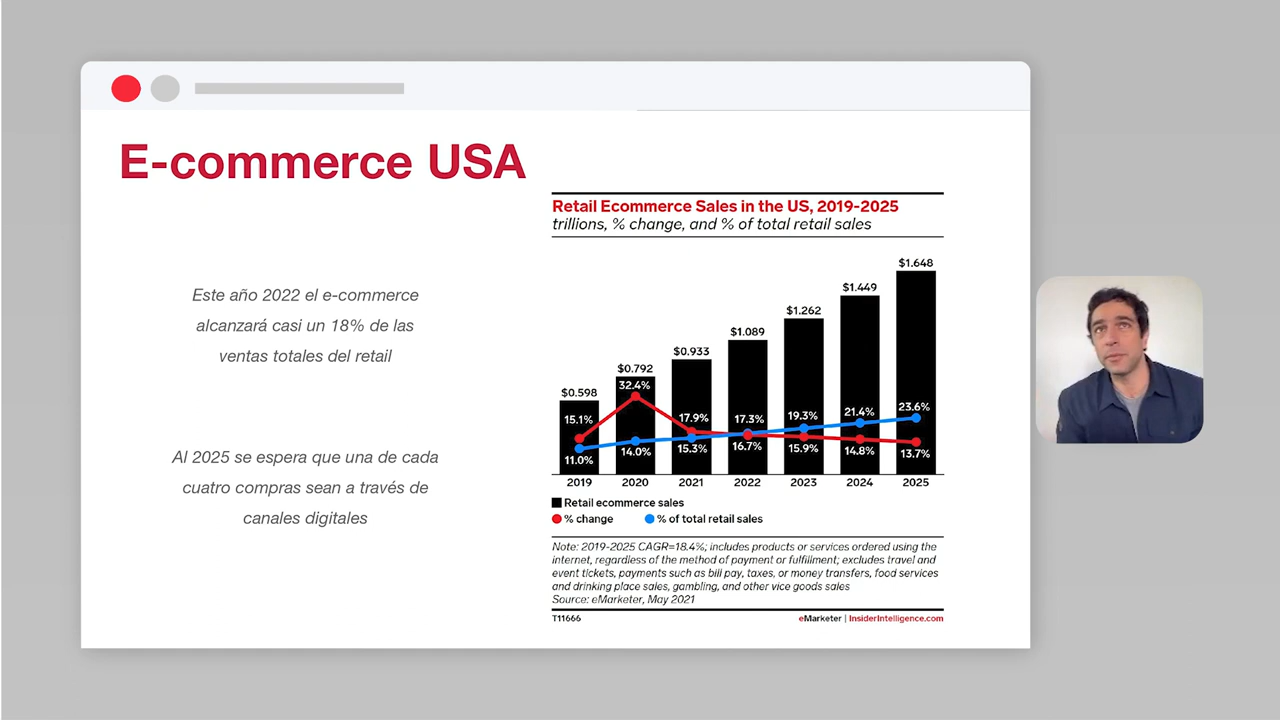 E-commerce USA
Este año 2022 el e-commerce
alcanzará casi un 18% de las
ventas totales del retail
Al 2025 se espera que una de cada
cuatro compras sean a través de
canales digitales
Retail Ecommerce Sales in the US, 2019-2025
trillions, % change, and % of total retail sales
$0.598
$0.792
$0.933
$1.089
$1.262
$1.449
$1.648
15.1%
32.4%
17.9%
17.3%
19.3%
21.4%
23.6%
11.0%
14.0%
15.3%
16.7%
15.9%
14.8%
13.7%
2019 2020 2021 2022 2023 2024 2025
Retail ecommerce sales
% change % of total retail sales
Note: 2019-2025 CAGR=18.4%; includes products or services ordered using the
internet, regardless of the method of payment or fulfillment; excludes travel and
event tickets, payments such as bill pay, taxes, or money transfers, food services
and drinking place sales, gambling, and other vice goods sales
Source: eMarketer, May 2021
T11666 eMarketer | InsiderIntelligence.com